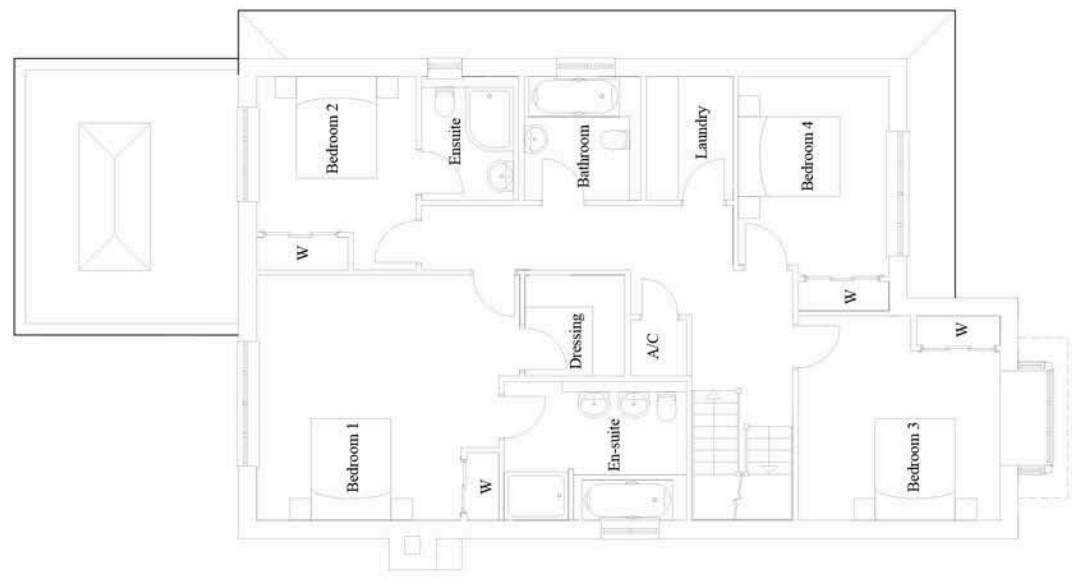 Bedroom 2
Ensuite
Bathroom
Laundry
Bedroom 4
W
W
W
Dressing
A/C
Bedroom 1
W
En-suite
Bedroom 3